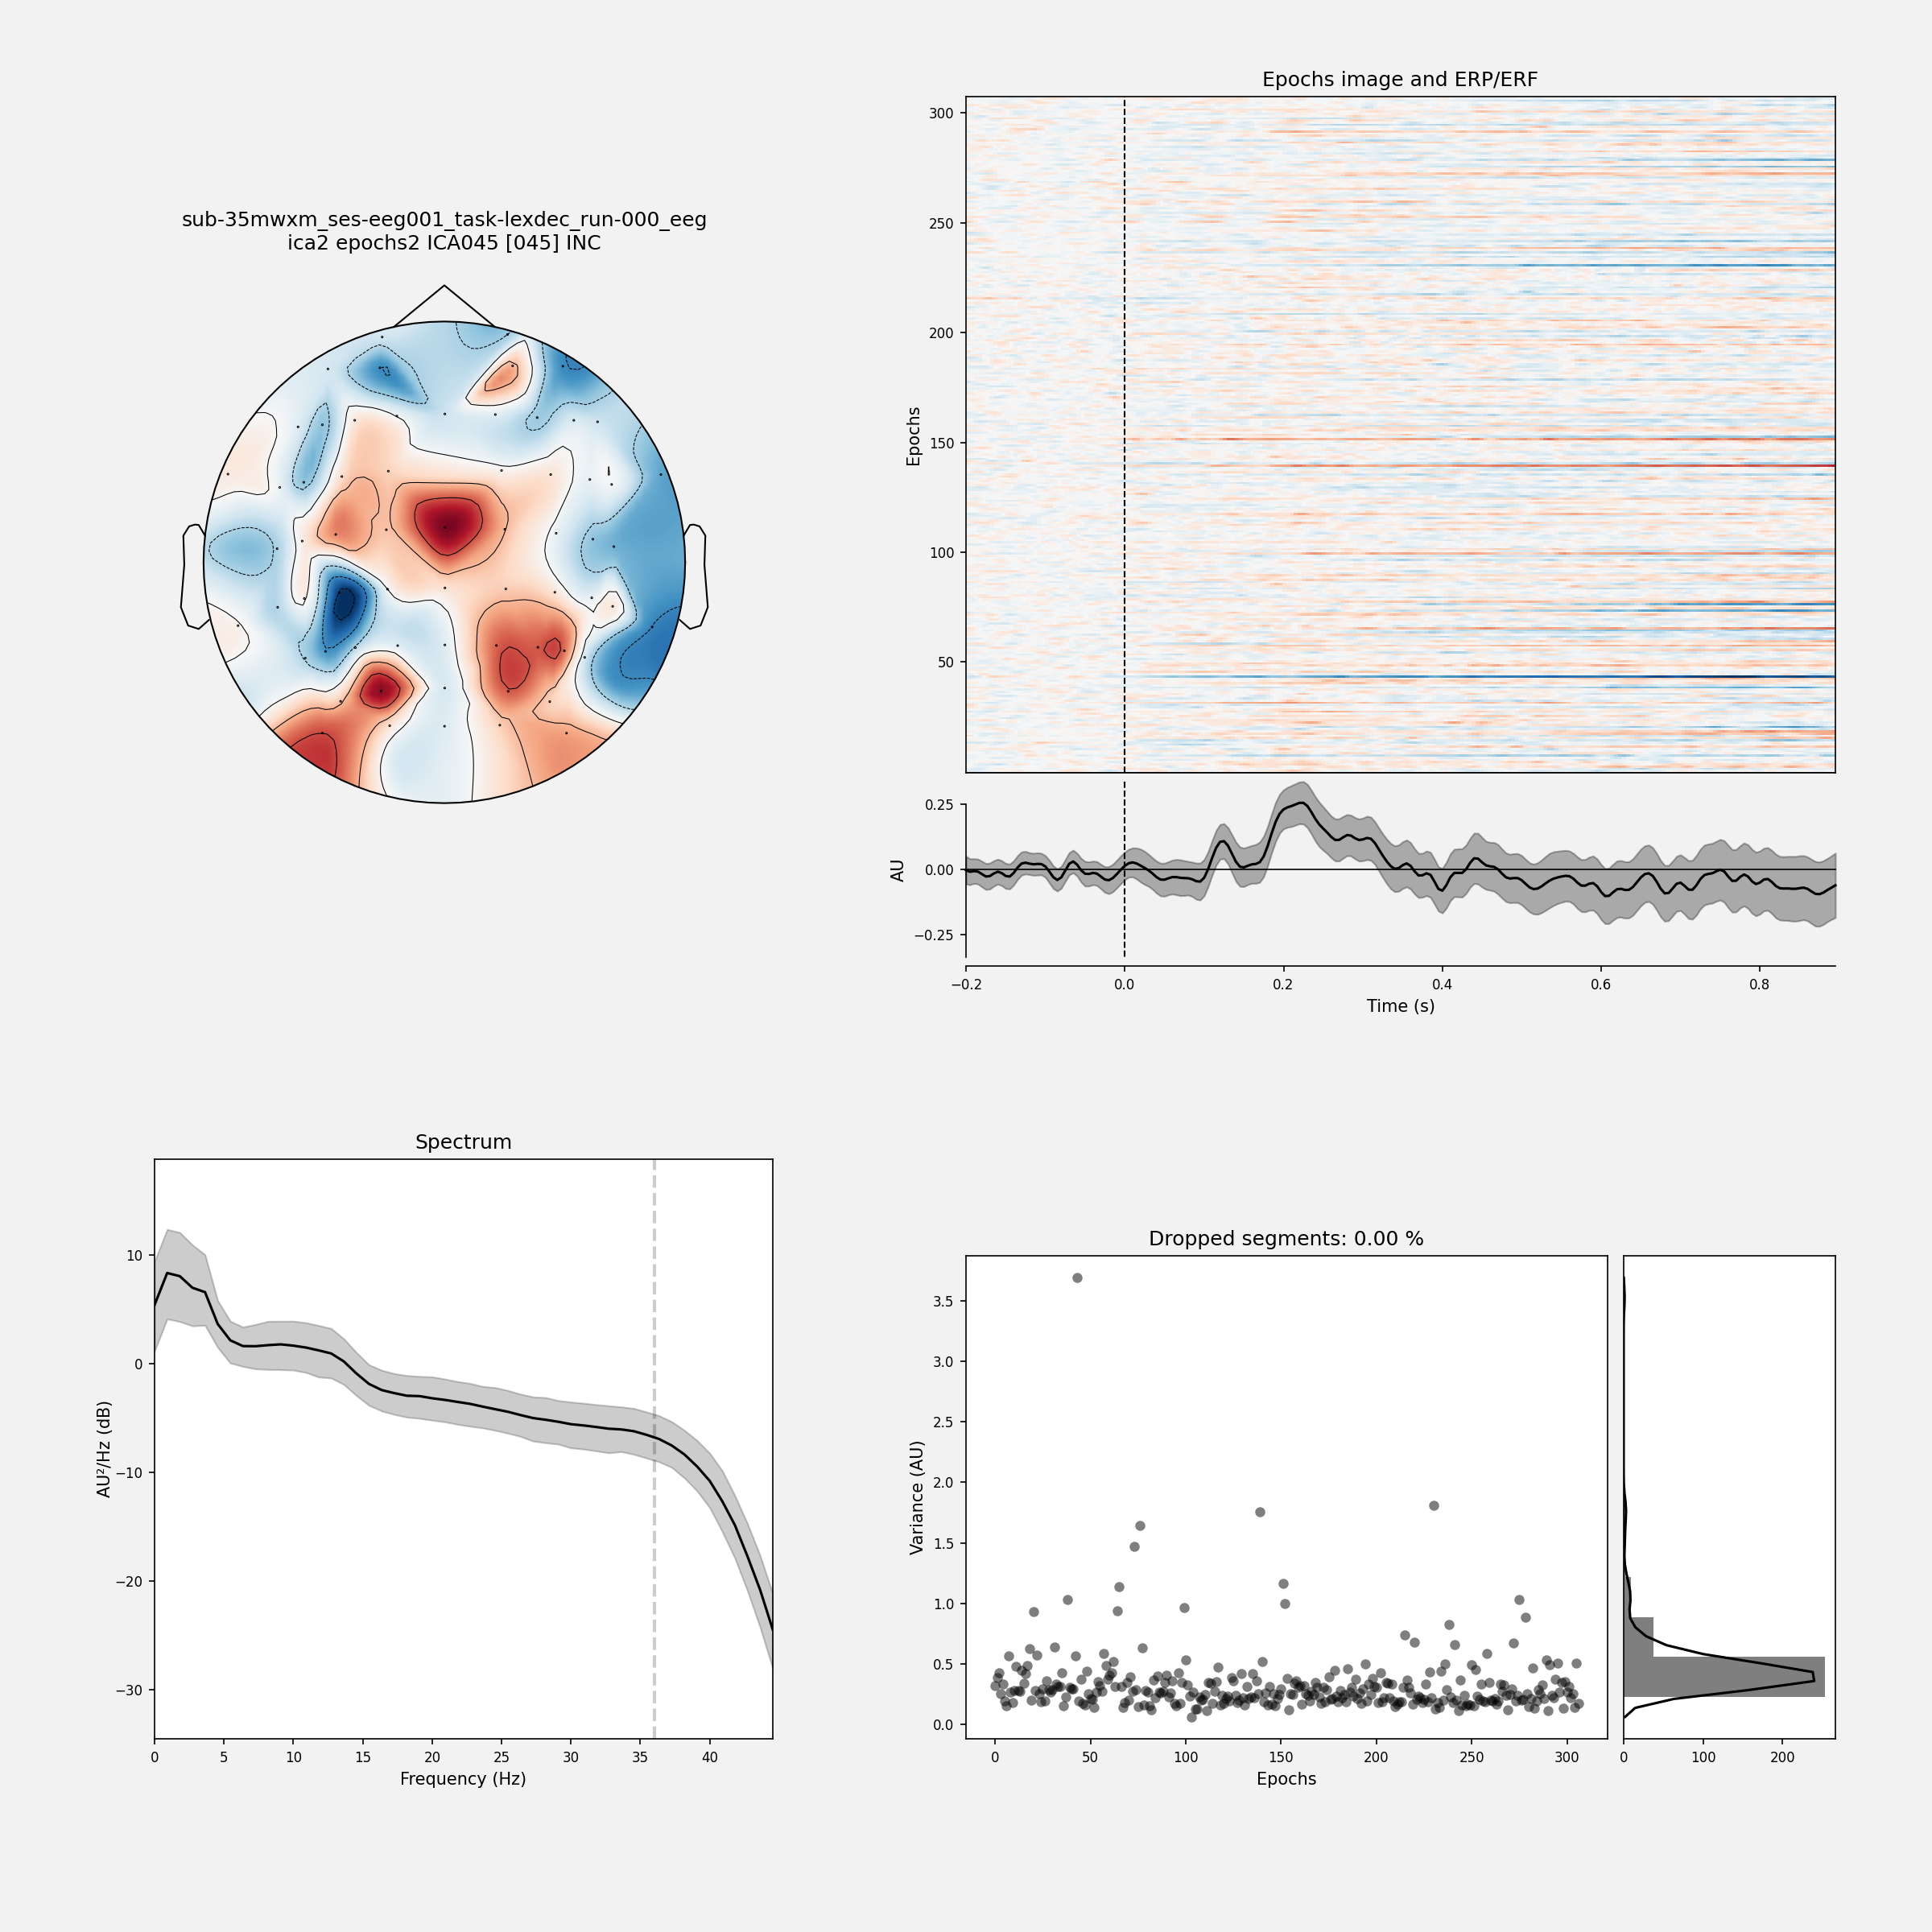 sub-35mwxm_ses-eeg001_task-lexdec_run-000_eeg
ica2 epochs2 ICA045 [045] INC
Epochs image and ERP/ERF
300
250
200
150
100
50
Epochs
0.25
0.00
−0.25
AU
−0.2 0.0 0.2 0.4 0.6 0.8
Time (s)
Spectrum
10
0
−10
−20
−30
AU²/Hz (dB)
0 5 10 15 20 25 30 35 40
Frequency (Hz)
Dropped segments: 0.00 %
3.5
3.0
2.5
2.0
1.5
1.0
0.5
0.0
Variance (AU)
0 50 100 150 200 250 300
Epochs
0 100 200